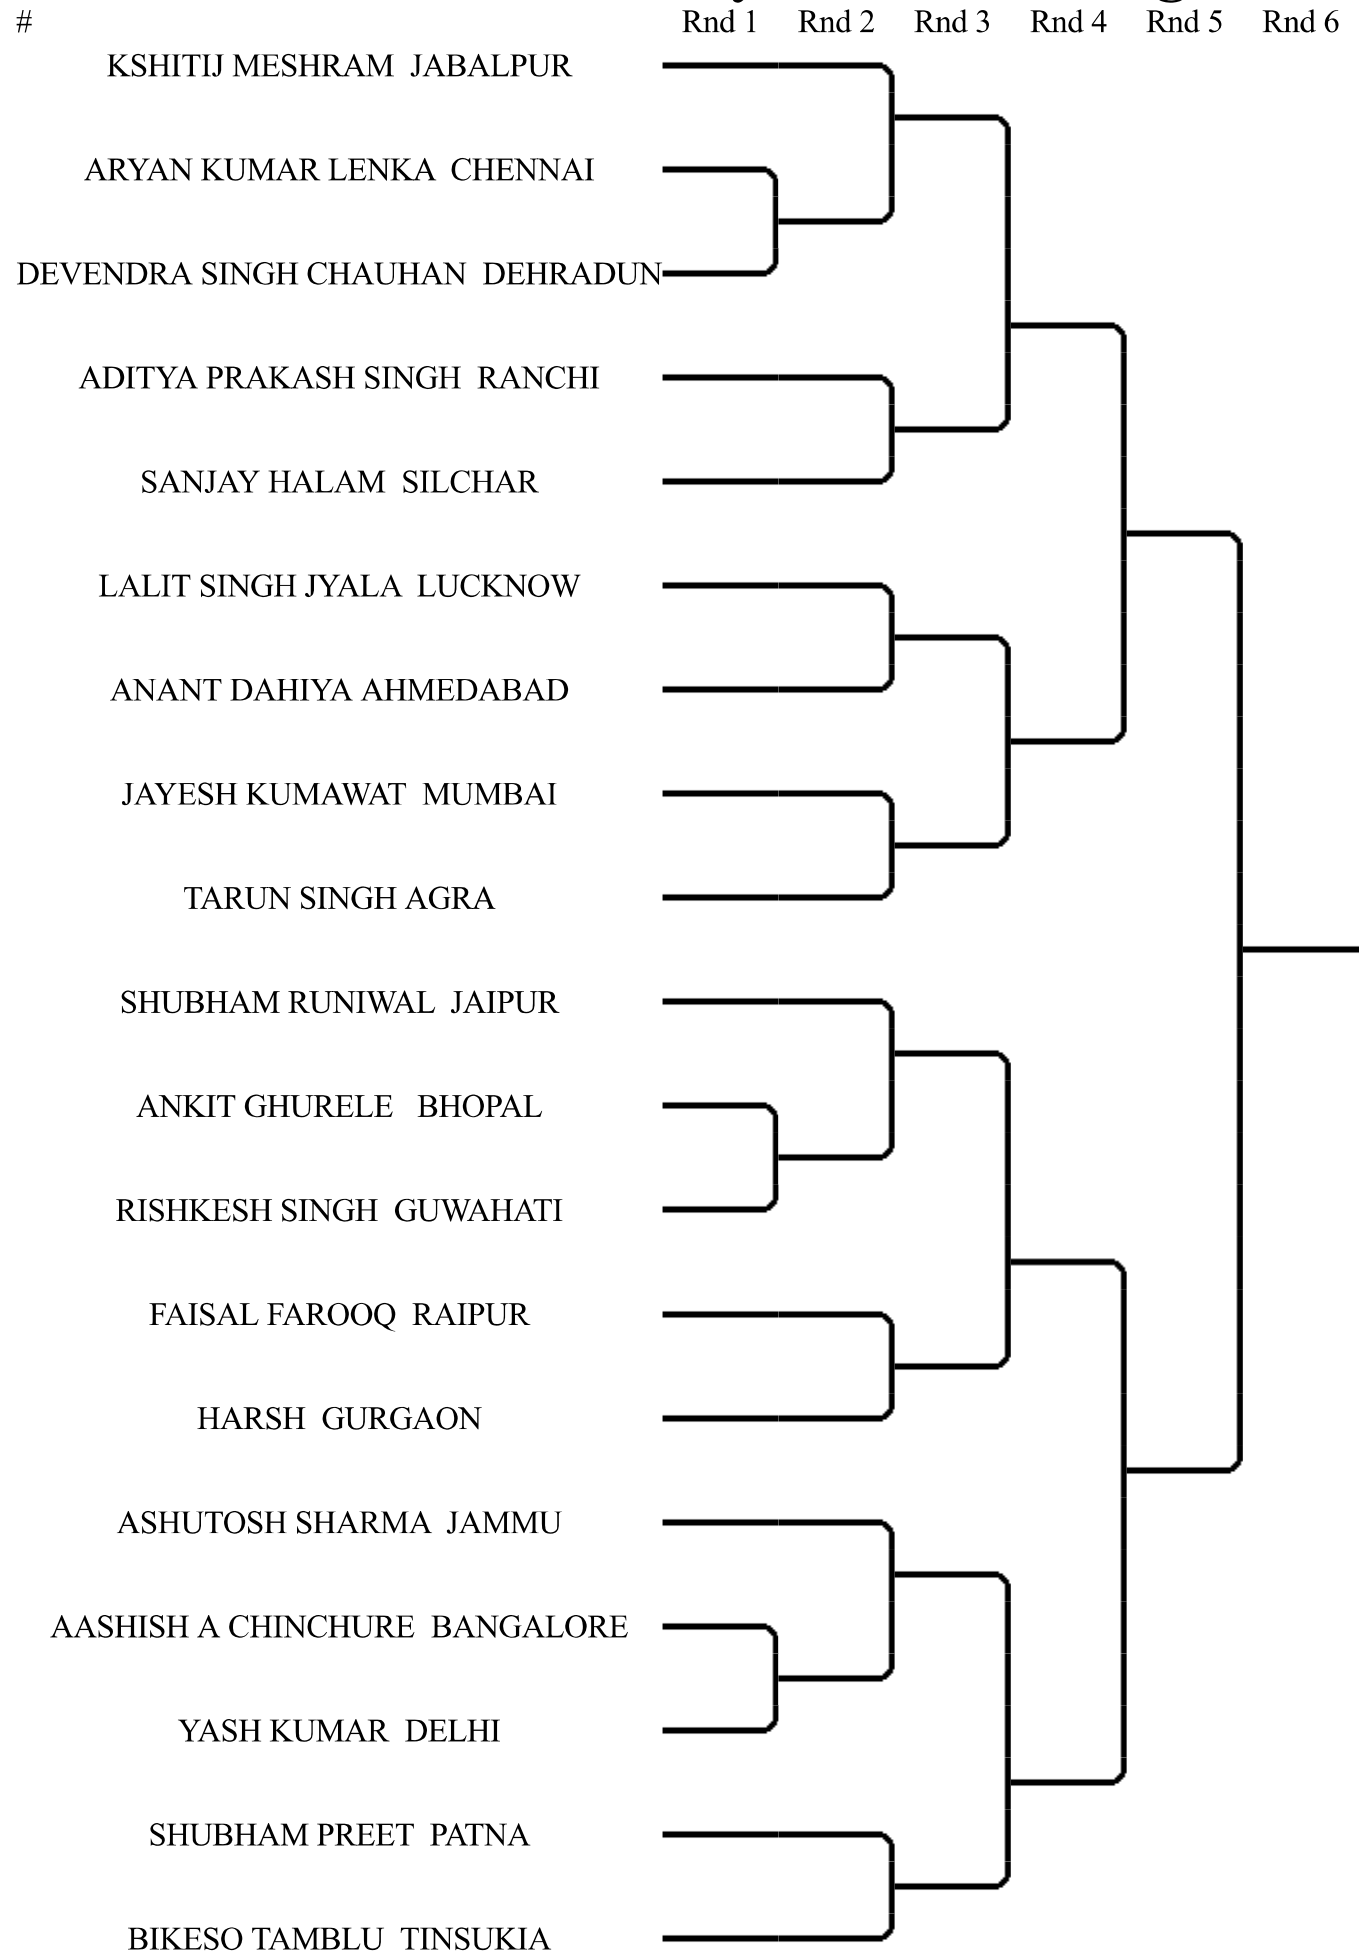 # Rnd 1 Rnd 2 Rnd 3 Rnd 4 Rnd 5 Rnd 6
KSHITIJ MESHRAM JABALPUR
ARYAN KUMAR LENKA CHENNAI
DEVENDRA SINGH CHAUHAN DEHRADUN
ADITYA PRAKASH SINGH RANCHI
SANJAY HALAM SILCHAR
LALIT SINGH JYALA LUCKNOW
ANANT DAHIYA AHMEDABAD
JAYESH KUMAWAT MUMBAI
TARUN SINGH AGRA
SHUBHAM RUNIWAL JAIPUR
ANKIT GHURELE BHOPAL
RISHKESH SINGH GUWAHATI
FAISAL FAROOQ RAIPUR
HARSH GURGAON
ASHUTOSH SHARMA JAMMU
AASHISH A CHINCHURE BANGALORE
YASH KUMAR DELHI
SHUBHAM PREET PATNA
BIKESO TAMBLU TINSUKIA